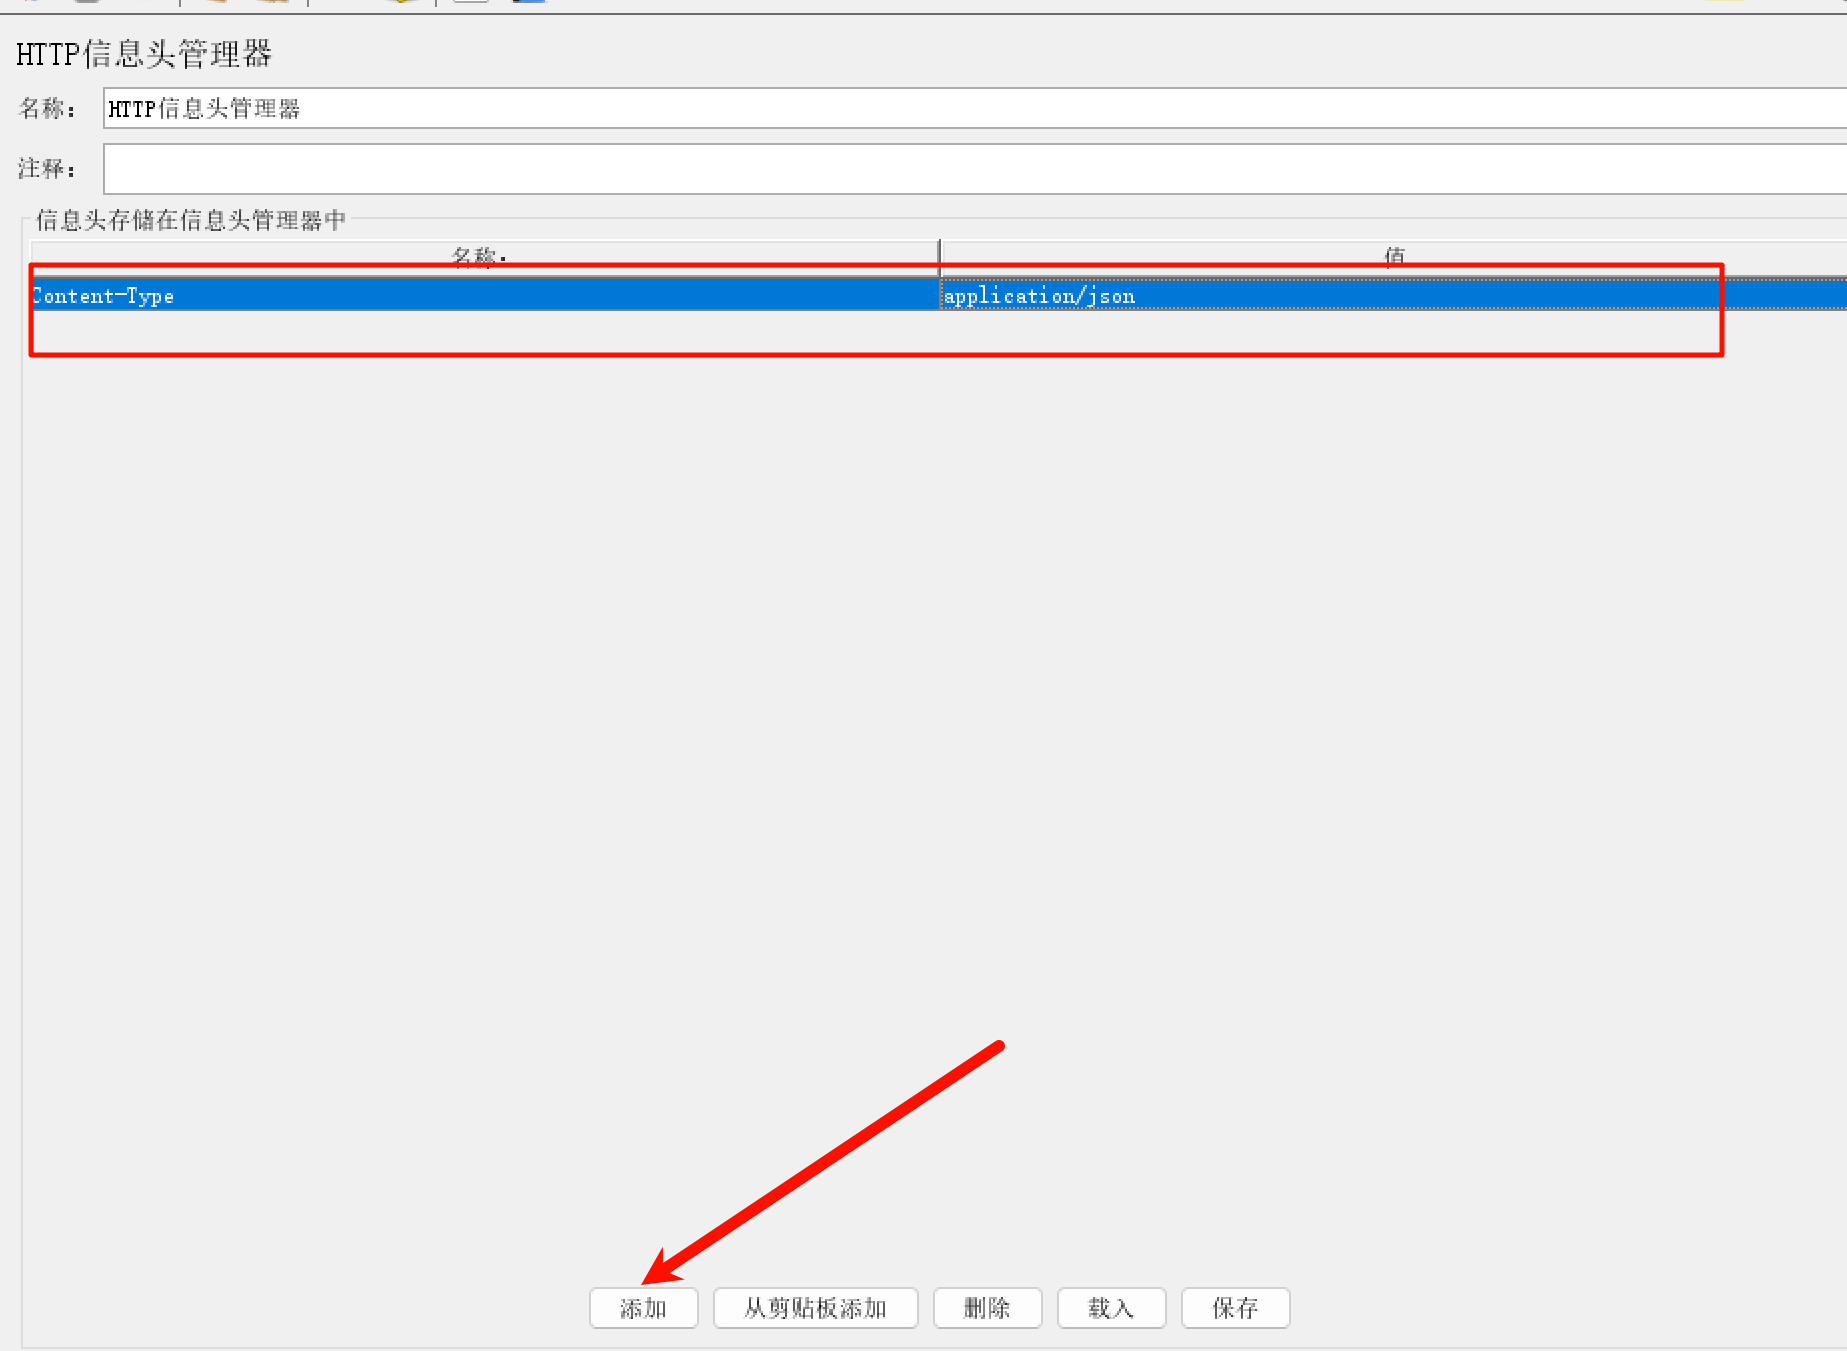 HTTP信息头管理器
名称： HTTP信息头管理器
注释：
信息头存储在信息头管理器中
名称： 值
Content-Type application/json
添加 从剪贴板添加 删除 载入 保存